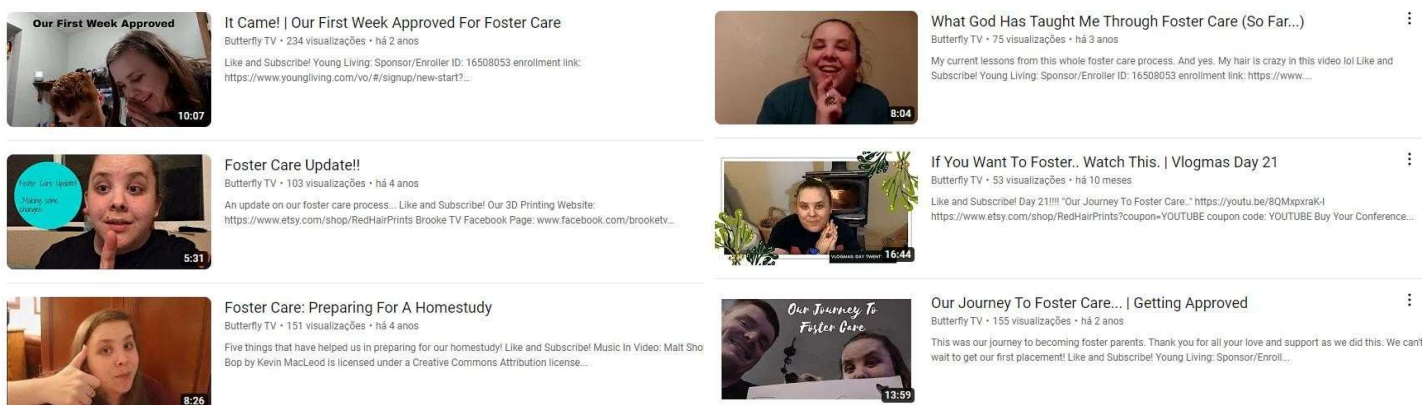 Our First Week Approved
10:07
It Came! | Our First Week Approved For Foster Care
Butterfly TV • 234 visualizações • há 2 anos
Like and Subscribe! Young Living: Sponsor/Enroller ID: 16508053 enrollment link:
https://www.youngliving.com/vo/#/signup/new-start?...
Foster Care Update!!
...Making some
changes
5:31
Foster Care Update!!
Butterfly TV • 103 visualizações • há 4 anos
An update on our foster care process... Like and Subscribe! Our 3D Printing Website:
https://www.etsy.com/shop/RedHairPrints Brooke TV Facebook Page: www.facebook.com/brooketv...
8:26
Foster Care: Preparing For A Homestudy
Butterfly TV • 151 visualizações • há 4 anos
Five things that have helped us in preparing for our homestudy! Like and Subscribe! Music In Video: Malt Sho
Bop by Kevin MacLeod is licensed under a Creative Commons Attribution license...
8:04
What God Has Taught Me Through Foster Care (So Far...)
Butterfly TV • 75 visualizações • há 3 anos
My current lessons from this whole foster care process. And yes. My hair is crazy in this video lol Like and
Subscribe! Young Living: Sponsor/Enroller ID: 16508053 enrollment link: https://www....
VLOGMAS DAY TWENT
16:44
If You Want To Foster.. Watch This. | Vlogmas Day 21
Butterfly TV • 53 visualizações • há 10 meses
Like and Subscribe! Day 21!!!! "Our Journey To Foster Care.." https://youtu.be/8QMxpxraK-I
https://www.etsy.com/shop/RedHairPrints?coupon=YOUTUBE coupon code: YOUTUBE Buy Your Conference...
Our Journey To
Foster Care
13:59
Our Journey To Foster Care... | Getting Approved
Butterfly TV • 155 visualizações • há 2 anos
This was our journey to becoming foster parents. Thank you for all your love and support as we did this. We can't
wait to get our first placement! Like and Subscribe! Young Living: Sponsor/Enroll...